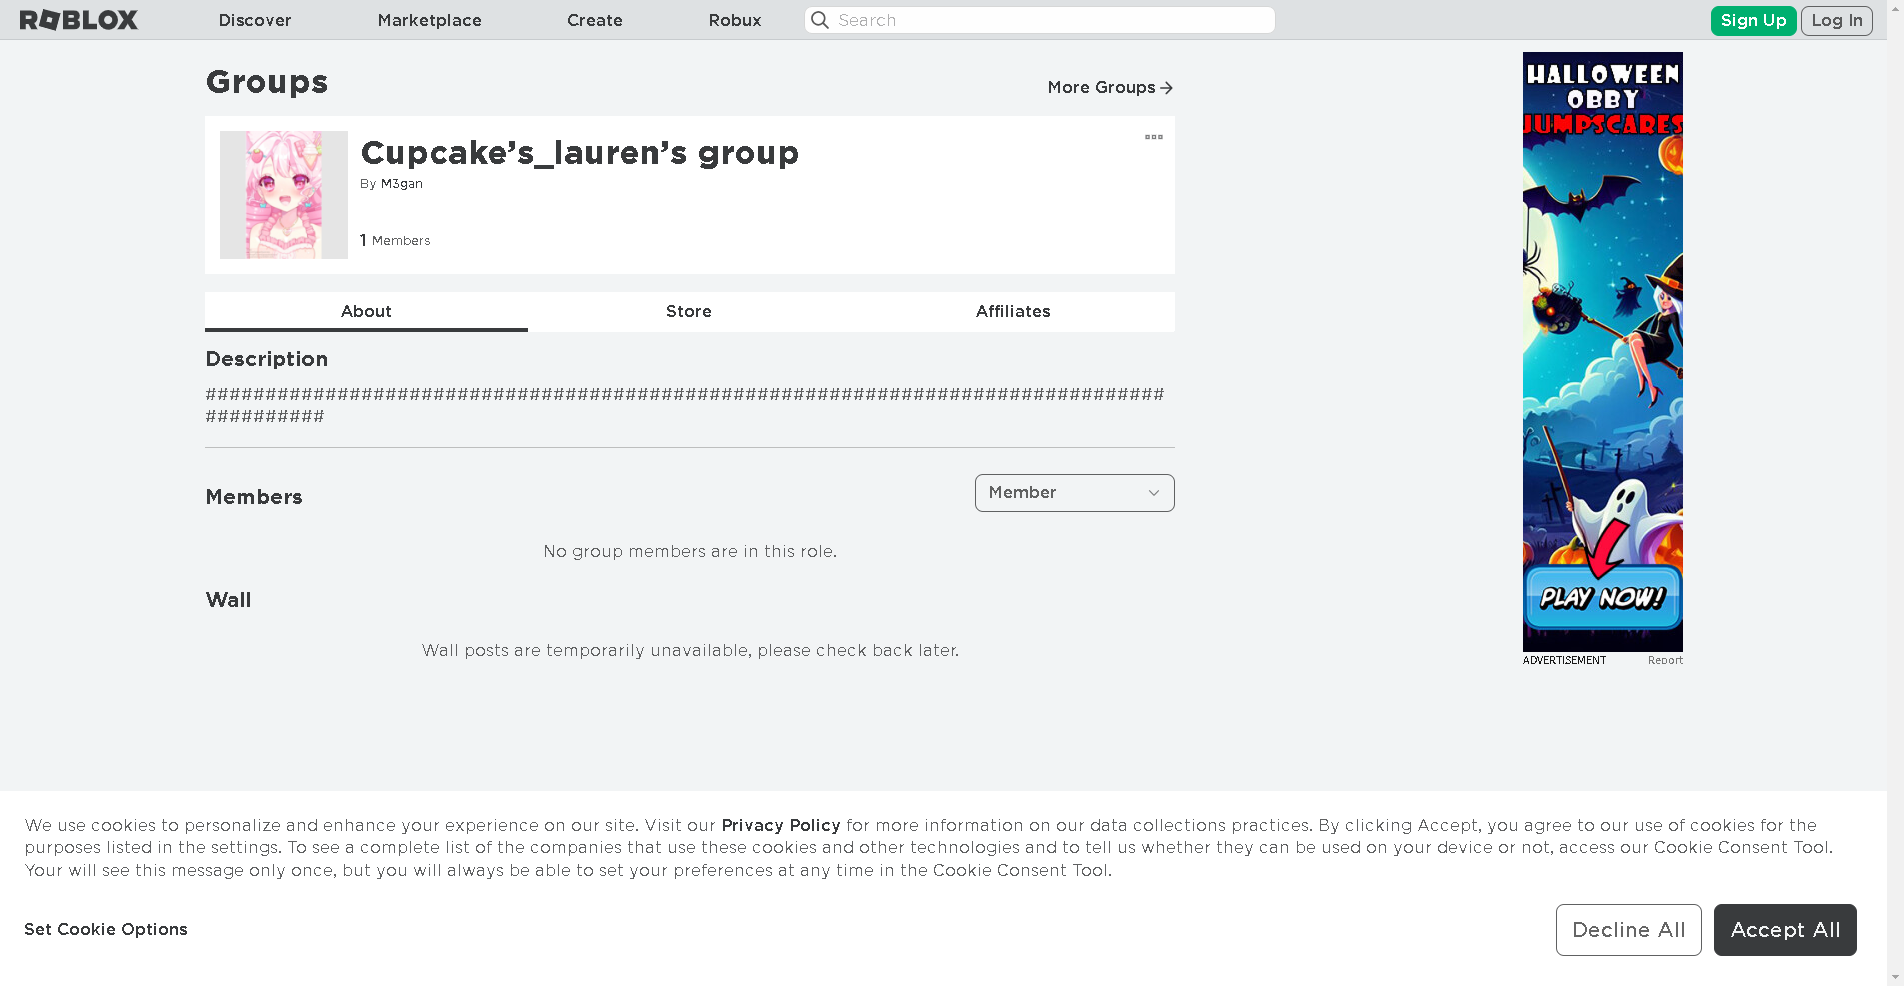 ROBLOX
Discover
Marketplace
Create
Robux
Search
Sign Up
Log In
Groups
More Groups
Cupcake’s_lauren’s group
By M3gan
1 Members
About
Store
Affiliates
Description
################################################################################
##########
Members
Member
No group members are in this role.
Wall
Wall posts are temporarily unavailable, please check back later.
HALLOWEEN
OBBY
JUMPSCARES
PLAY NOW!
ADVERTISEMENT
Report
We use cookies to personalize and enhance your experience on our site. Visit our Privacy Policy for more information on our data collections practices. By clicking Accept, you agree to our use of cookies for the
purposes listed in the settings. To see a complete list of the companies that use these cookies and other technologies and to tell us whether they can be used on your device or not, access our Cookie Consent Tool.
Your will see this message only once, but you will always be able to set your preferences at any time in the Cookie Consent Tool.
Set Cookie Options
Decline All
Accept All